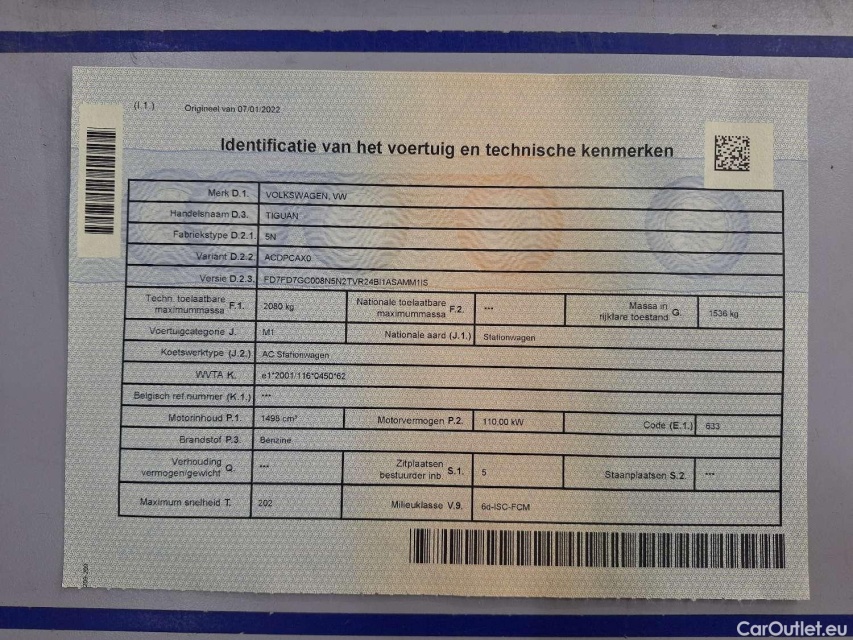 (I.1.) Origineel van 07/01/2022
Identificatie van het voertuig en technische kenmerken
Merk D.1. VOLKSWAGEN, VW
Handelsnaam D.3. TIGUAN
Fabriekstype D.2.1. 5N
Variant D.2.2. ACDPCAX0
Versie D.2.3. FD7FD7GC008N5N2TVR24BI1ASAMM1IS
Techn. toelaatbare maximummassa F.1. 2080 kg Nationale toelaatbare maximummassa F.2. --- Massa in rijklare toestand G. 1536 kg
Voertuigcategorie J. M1 Nationale aard (J.1.) Stationwagen
Koetswerktype (J.2.) AC Stationwagen
WVTA K. e1*2001/116*0450*62
Belgisch ref.nummer (K.1.) ---
Motorinhoud P.1. 1498 cm³ Motorvermogen P.2. 110.00 kW Code (E.1.) 633
Brandstof P.3. Benzine
Verhouding vermogen/gewicht Q. --- Zitplaatsen bestuurder inb. S.1. 5 Staanplaatsen S.2. ---
Maximum snelheid T. 202 Milieuklasse V.9. 6d-ISC-FCM
CarOutlet.eu